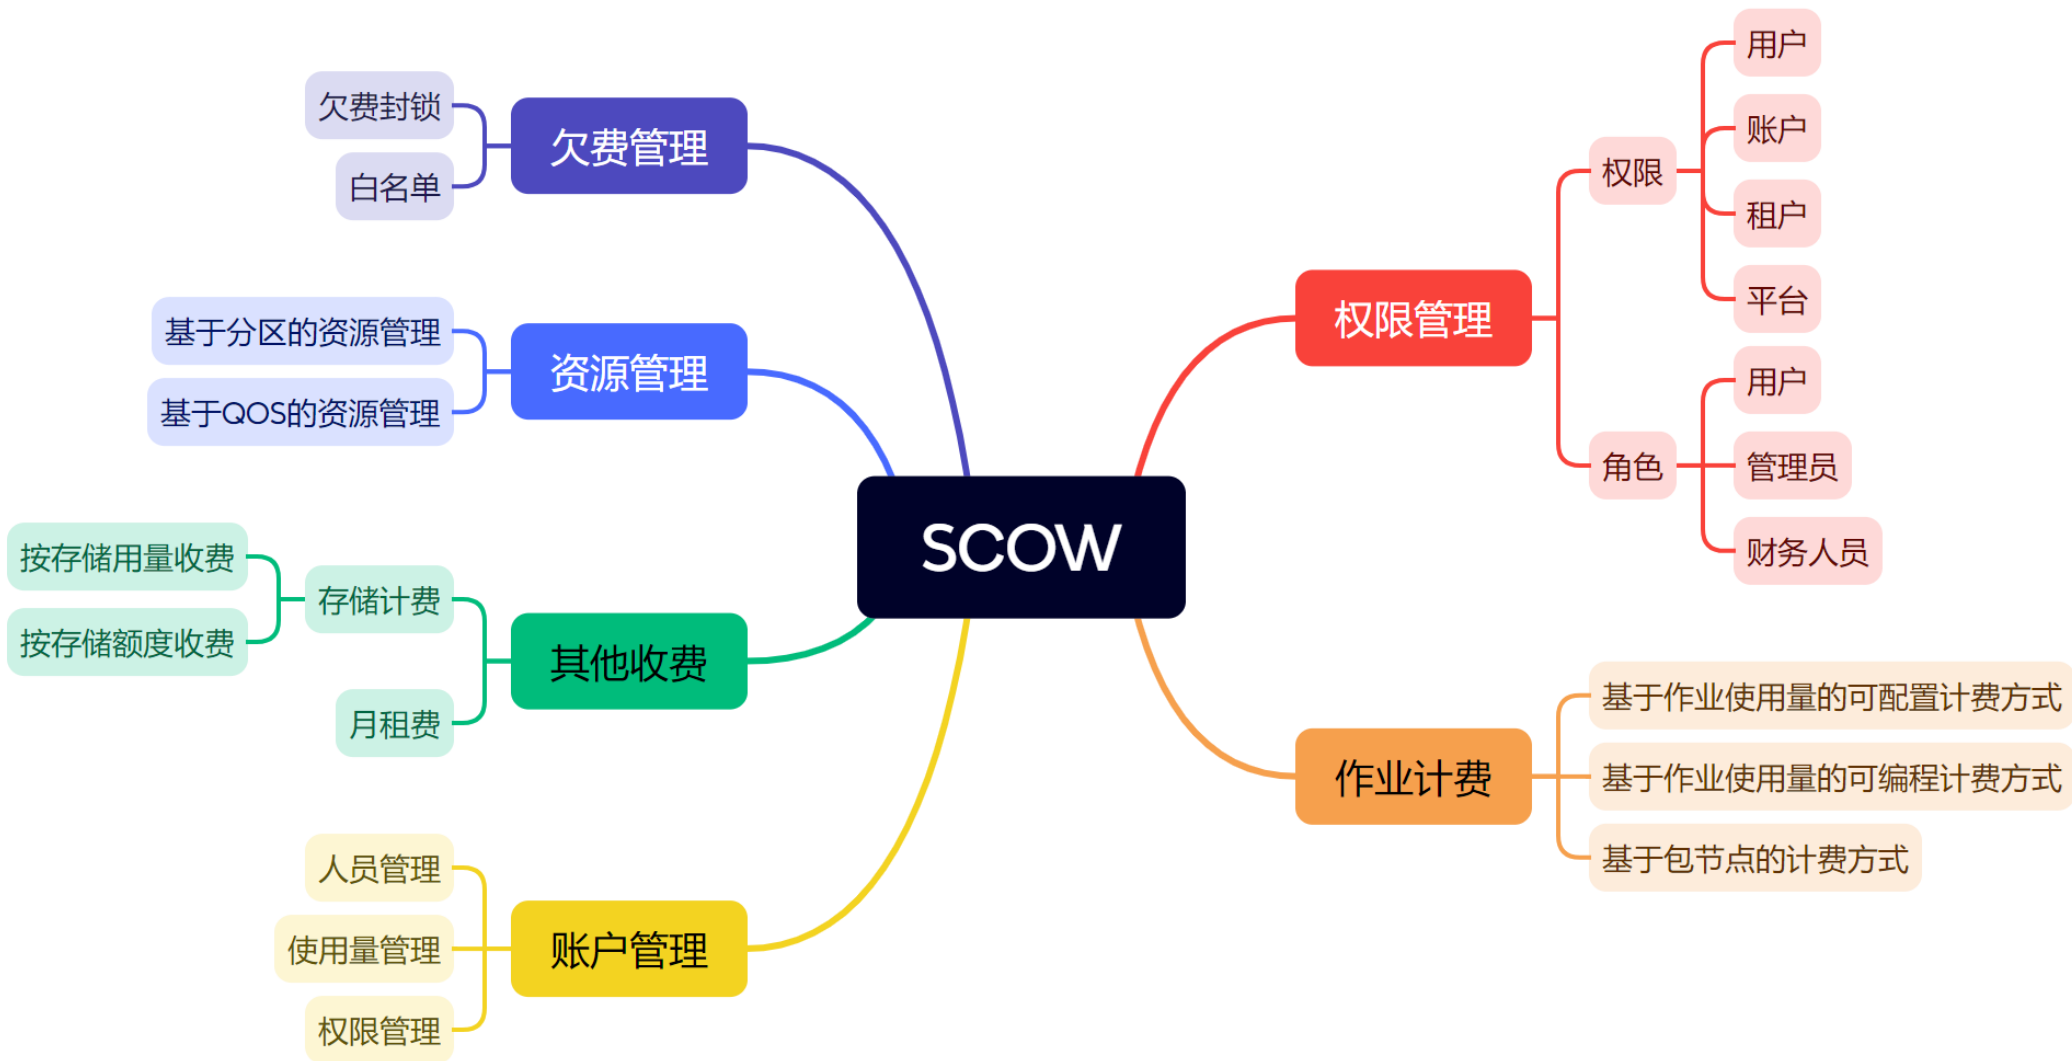 SCOW
权限管理
权限
用户
账户
租户
平台
角色
用户
管理员
财务人员
作业计费
基于作业使用量的可配置计费方式
基于作业使用量的可编程计费方式
基于包节点的计费方式
欠费管理
欠费封锁
白名单
资源管理
基于分区的资源管理
基于QOS的资源管理
其他收费
存储计费
按存储用量收费
按存储额度收费
月租费
账户管理
人员管理
使用量管理
权限管理